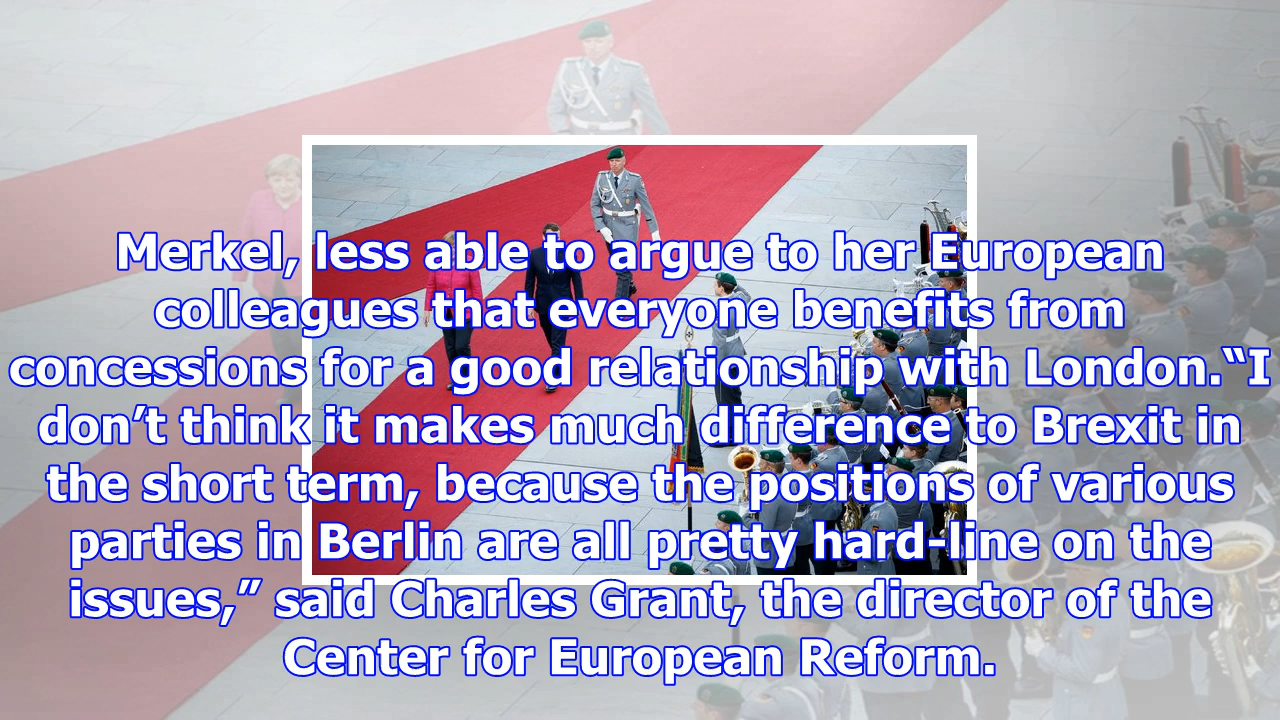 Merkel, less able to argue to her European
colleagues that everyone benefits from
concessions for a good relationship with London.“I
don’t think it makes much difference to Brexit in
the short term, because the positions of various
parties in Berlin are all pretty hard-line on the
issues,” said Charles Grant, the director of the
Center for European Reform.